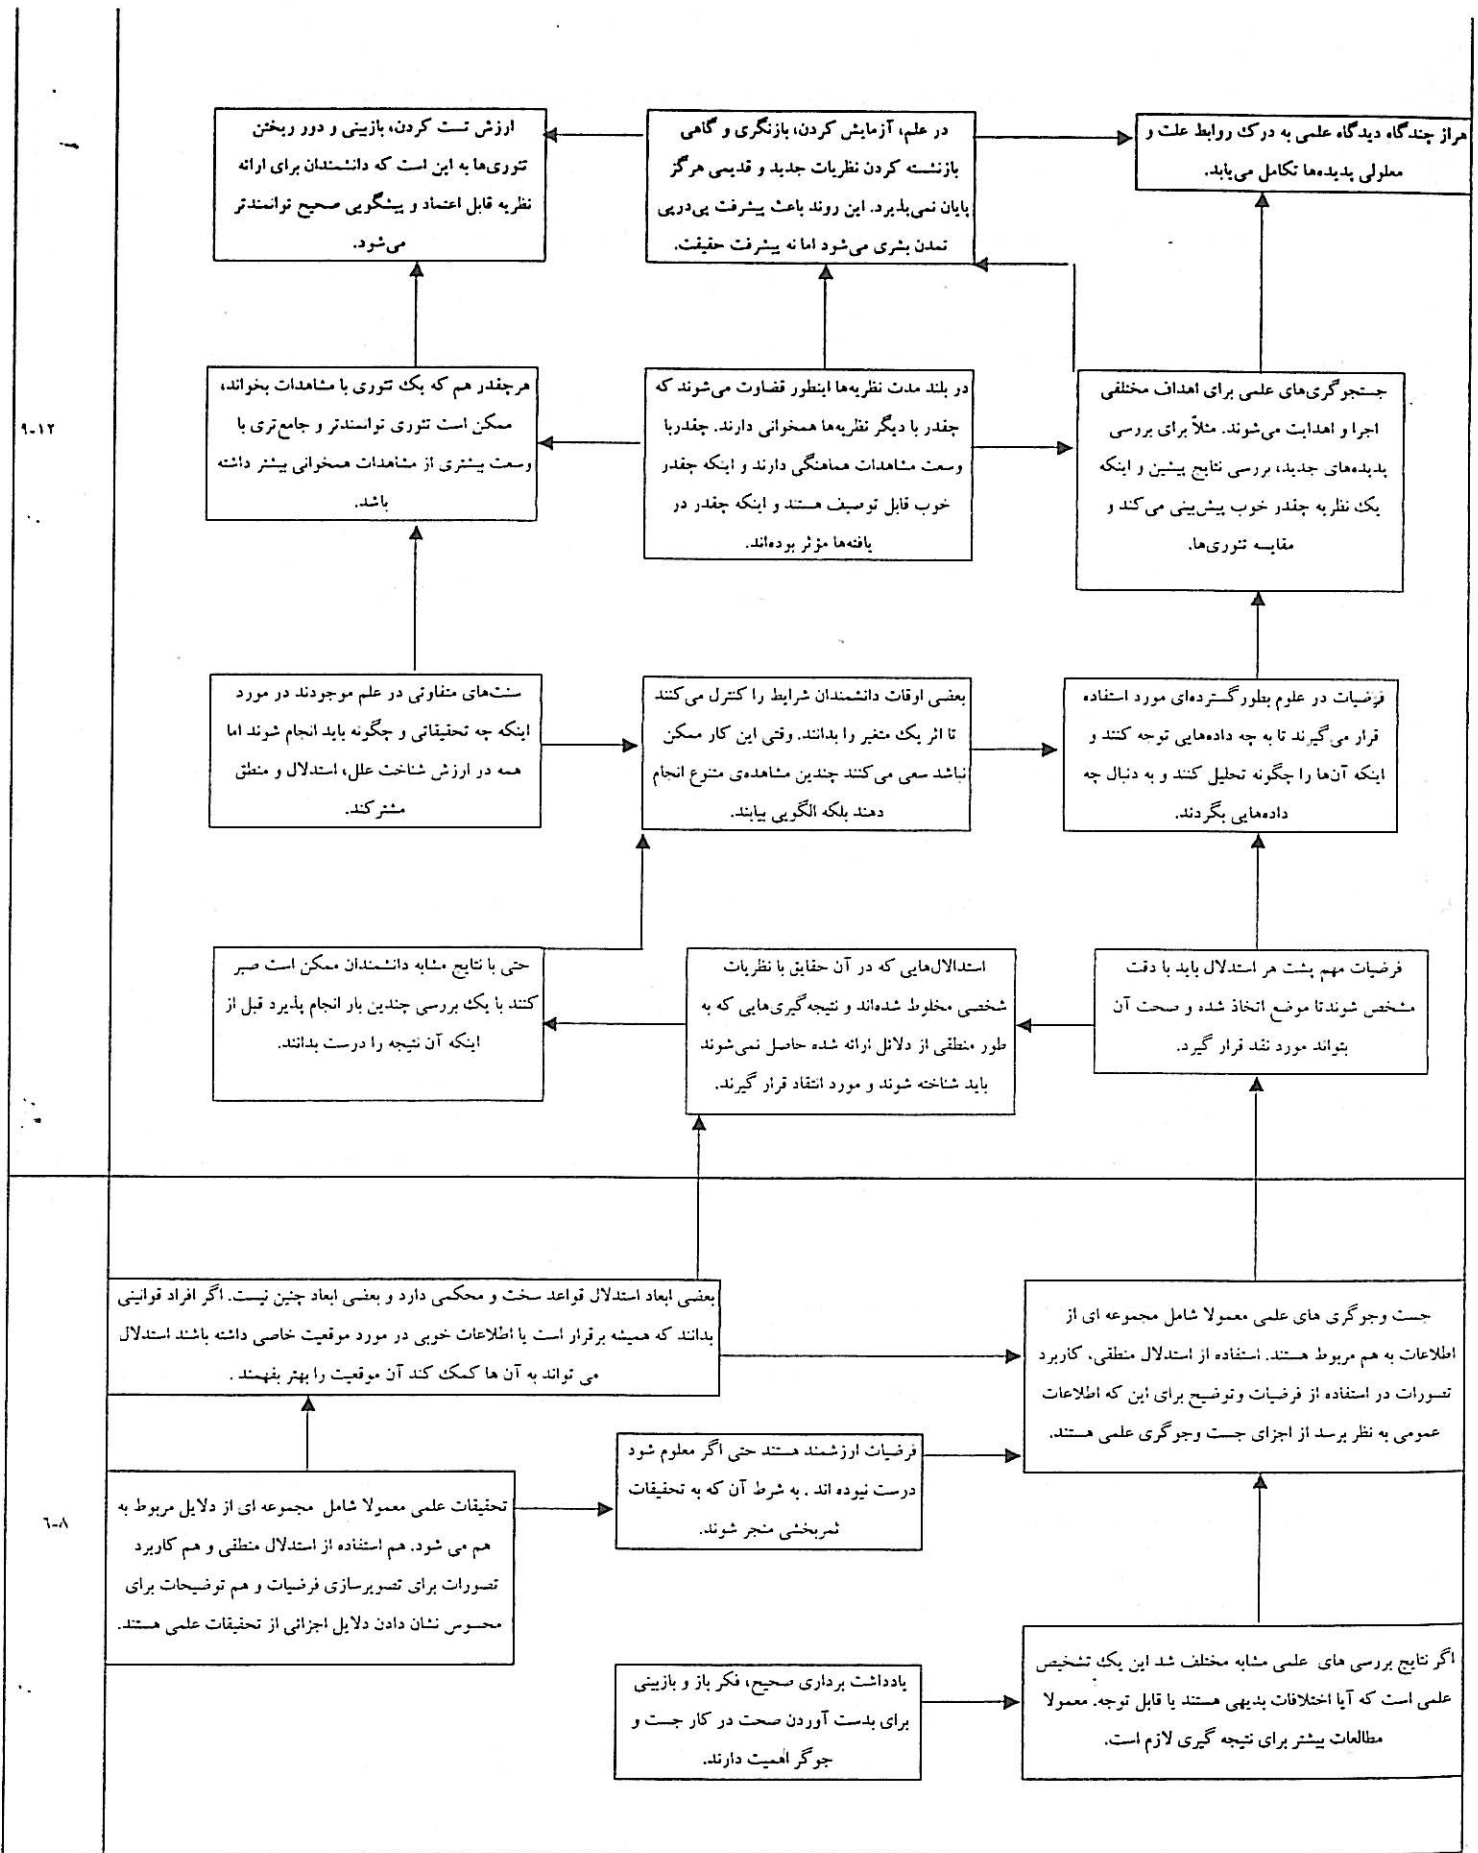 هراز چندگاه دیدگاه علمی به درک روابط علت و
معلولی پدیده‌ها تکامل می‌یابد.
در علم، آزمایش کردن، بازنگری و گاهی
بازنشسته کردن نظریات جدید و قدیمی هرگز
پایان نمی‌پذیرد. این روند باعث پیشرفت پی‌درپی
تمدن بشری می‌شود اما نه پیشرفت حقیقت.
ارزش تست کردن، بازبینی و دور ریختن
تئوری‌ها به این است که دانشمندان برای ارائه
نظریه قابل اعتماد و پیشگویی صحیح توانمندتر
می‌شود.
جستجوگری‌های علمی برای اهداف مختلفی
اجرا و اهدایت می‌شوند. مثلاً برای بررسی
پدیده‌های جدید، بررسی نتایج پیشین و اینکه
یک نظریه چقدر خوب پیش‌بینی می‌کند و
مقایسه تئوری‌ها.
در بلند مدت نظریه‌ها اینطور قضاوت می‌شوند که
چقدر با دیگر نظریه‌ها همخوانی دارند. چقدربا
وسعت مشاهدات هماهنگی دارند و اینکه چقدر
خوب قابل توصیف هستند و اینکه چقدر در
یافته‌ها مؤثر بوده‌اند.
هرچقدر هم که یک تئوری با مشاهدات بخواند،
ممکن است تئوری توانمندتر و جامع‌تری با
وسعت بیشتری از مشاهدات همخوانی بیشتر داشته
باشد.
۹-۱۲
فرضیات در علوم بطورگسترده‌ای مورد استفاده
قرار می‌گیرند تا به چه داده‌هایی توجه کنند و
اینکه آن‌ها را چگونه تحلیل کنند و به دنبال چه
داده‌هایی بگردند.
بعضی اوقات دانشمندان شرایط را کنترل می‌کنند
تا اثر یک متغیر را بدانند. وقتی این کار ممکن
نباشد سعی می‌کنند چندین مشاهده‌ی متنوع انجام
دهند بلکه الگویی بیابند.
سنت‌های متفاوتی در علم موجودند در مورد
اینکه چه تحقیقاتی و چگونه باید انجام شوند اما
همه در ارزش شناخت علل، استدلال و منطق
مشترکند.
فرضیات مهم پشت هر استدلال باید با دقت
مشخص شوندتا موضع اتخاذ شده و صحت آن
بتواند مورد نقد قرار گیرد.
استدالال‌هایی که در آن حقایق با نظریات
شخصی مخلوط شده‌اند و نتیجه‌گیری‌هایی که به
طور منطقی از دلائل ارائه شده حاصل نمی‌شوند
باید شناخته شوند و مورد انتقاد قرار گیرند.
حتی با نتایج مشابه دانشمندان ممکن است صبر
کنند با یک بررسی چندین بار انجام پذیرد قبل از
اینکه آن نتیجه را درست بدانند.
جست وجوگری های علمی معمولا شامل مجموعه ای از
اطلاعات به هم مربوط هستند. استفاده از استدلال منطقی، کاربرد
تسورات در استفاده از فرضیات وتوضیح برای این که اطلاعات
عمومی به نظر برسد از اجزای جست وجوگری علمی هستند.
بعضی ابعاد استدلال قواعد سخت و محکمی دارد و بعضی ابعاد چنین نیست. اگر افراد قوانینی
بدانند که همیشه برقرار است یا اطلاعات خوبی در مورد موقعیت خاصی داشته باشند استدلال
می تواند به آن ها کمک کند آن موقعیت را بهتر بفهمند .
فرضیات ارزشمند هستند حتی اگر معلوم شود
درست نبوده اند . به شرط آن که به تحقیقات
ثمربخشی منجر شوند.
تحقیقات علمی معمولا شامل مجموعه ای از دلایل مربوط به
هم می شود. هم استفاده از استدلال منطقی و هم کاربرد
تصورات برای تصویرسازی فرضیات و هم توضیحات برای
محسوس نشان دادن دلایل اجزائی از تحقیقات علمی هستند.
۶-۸
اگر نتایج بررسی های علمی مشابه مختلف شد این یک تشخیص
علمی است که آیا اختلافات بدیهی هستند یا قابل توجه. معمولا
مطالعات بیشتر برای نتیجه گیری لازم است.
یادداشت برداری صحیح، فکر باز و بازبینی
برای بدست آوردن صحت در کار جست و
جوگر اهمیت دارند.